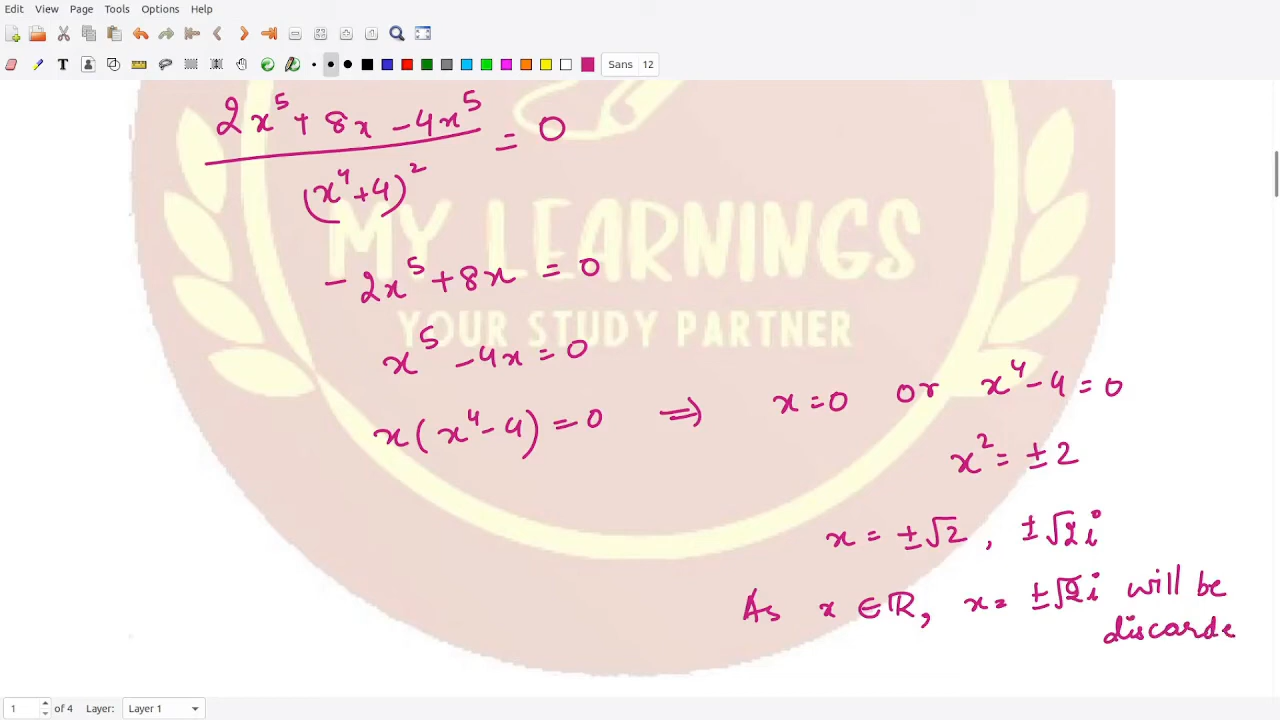 Edit View Page Tools Options Help
Sans 12
2x⁵ + 8x - 4x⁵
(x⁴+4)²
= 0
MY LEARNINGS
- 2x⁵ + 8x = 0
YOUR STUDY PARTNER
x⁵ - 4x = 0
x(x⁴-4) = 0 ⇒ x = 0 or x⁴-4 = 0
x² = ± 2
x = ±√2 , ±√2i
As x ∈ ℝ, x = ±√2i will be
discarde
1 of 4 Layer: Layer 1